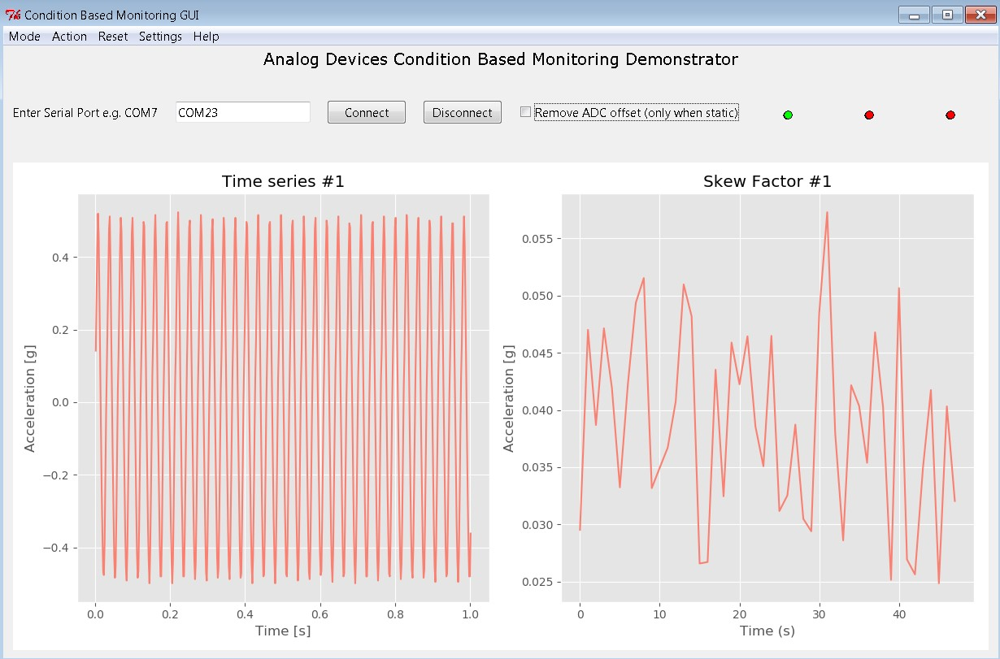 Condition Based Monitoring GUI
Mode Action Reset Settings Help
Analog Devices Condition Based Monitoring Demonstrator
Enter Serial Port e.g. COM7 COM23 Connect Disconnect Remove ADC offset (only when static)
Time series #1
Acceleration [g]
0.4
0.2
0.0
−0.2
−0.4
0.0 0.2 0.4 0.6 0.8 1.0
Time [s]
Skew Factor #1
Acceleration [g]
0.055
0.050
0.045
0.040
0.035
0.030
0.025
0 10 20 30 40
Time (s)